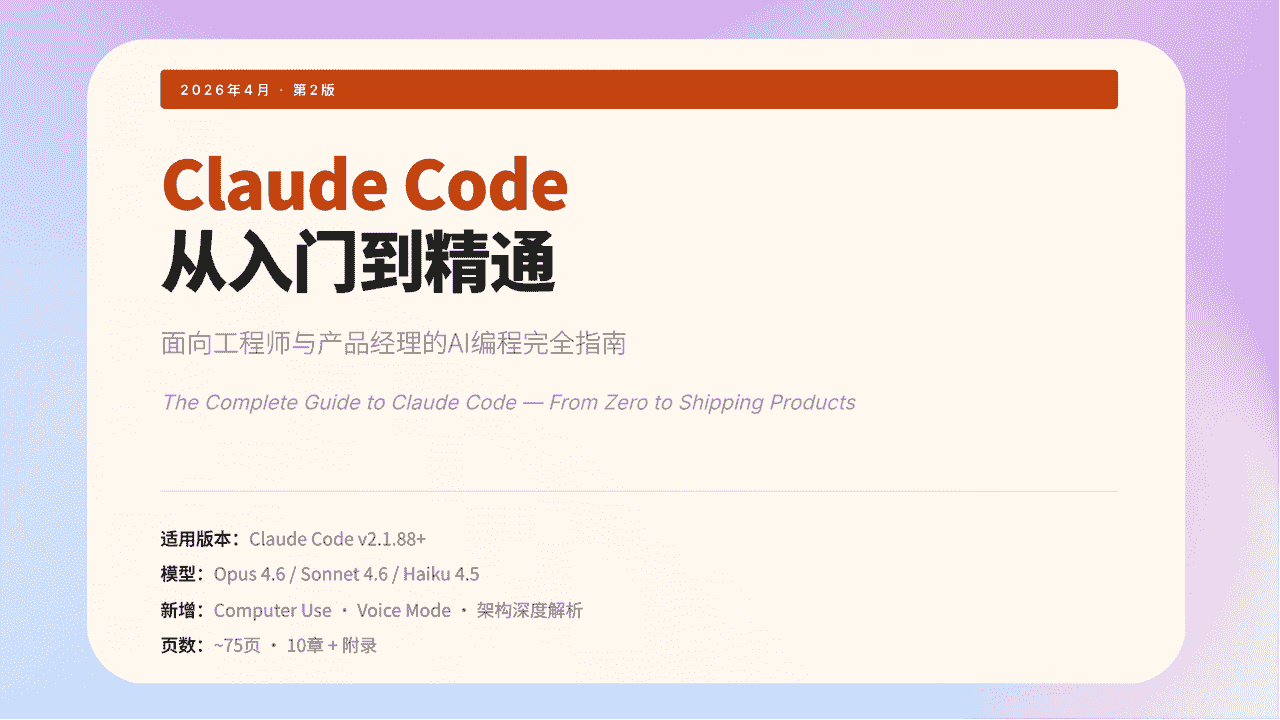 2026年4月 · 第2版
Claude Code
从入门到精通
面向工程师与产品经理的AI编程完全指南
The Complete Guide to Claude Code — From Zero to Shipping Products
适用版本：Claude Code v2.1.88+
模型：Opus 4.6 / Sonnet 4.6 / Haiku 4.5
新增：Computer Use · Voice Mode · 架构深度解析
页数：~75页 · 10章 + 附录